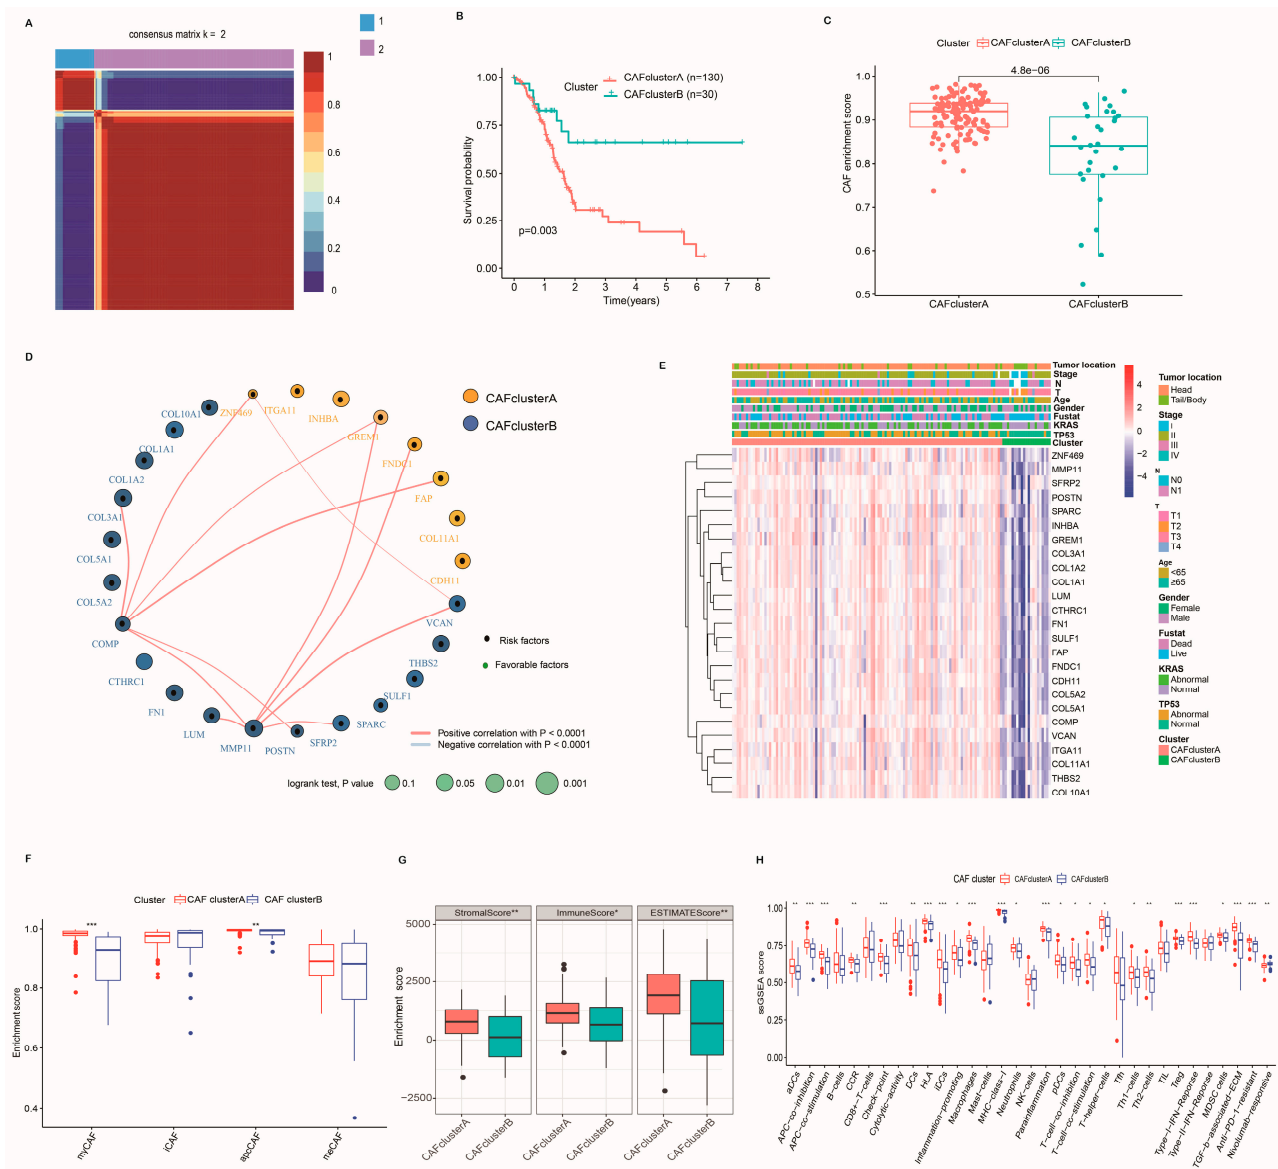 A
consensus matrix k = 2
1
2
1
0.8
0.6
0.4
0.2
0
B
Cluster
CAFclusterA (n=130)
CAFclusterB (n=30)
1.00
0.75
0.50
0.25
0.00
Survival probability
p=0.003
0 1 2 3 4 5 6 7 8
Time(years)
C
Cluster CAFclusterA CAFclusterB
4.8e-06
1.0
0.9
0.8
0.7
0.6
0.5
CAF enrichment score
CAFclusterA CAFclusterB
D
ZNF469
ITGA11
INHBA
GREM1
FNDC1
FAP
COL11A1
CDH11
VCAN
THBS2
SULF1
SPARC
SFRP2
POSTN
MMP11
LUM
FN1
CTHRC1
COMP
COL5A2
COL5A1
COL3A1
COL1A2
COL1A1
COL10A1
CAFclusterA
CAFclusterB
Risk factors
Favorable factors
Positive correlation with P < 0.0001
Negative correlation with P < 0.0001
logrank test, P value 0.1 0.05 0.01 0.001
E
Tumor location
Stage
N
T
Age
Gender
Fustat
KRAS
TP53
Cluster
ZNF469
MMP11
SFRP2
POSTN
SPARC
INHBA
GREM1
COL3A1
COL1A2
COL1A1
LUM
CTHRC1
FN1
SULF1
FAP
FNDC1
CDH11
COL5A2
COL5A1
COMP
VCAN
ITGA11
COL11A1
THBS2
COL10A1
4
2
0
−2
−4
Tumor location
Head
Tail/Body
Stage
I
II
III
IV
N
N0
N1
T
T1
T2
T3
T4
Age
<65
≥65
Gender
Female
Male
Fustat
Dead
Live
KRAS
Abnormal
Normal
TP53
Abnormal
Normal
Cluster
CAFclusterA
CAFclusterB
F
Cluster CAF clusterA CAF clusterB
*** **
1.0
0.8
0.6
0.4
Enrichment score
myCAF iCAF apcCAF meCAF
G
StromalScore** ImmuneScore* ESTIMATEScore**
5000
2500
0
−2500
Enrichment score
CAFclusterA CAFclusterB CAFclusterA CAFclusterB CAFclusterA CAFclusterB
H
CAF cluster CAFclusterA CAFclusterB
1.00
0.75
0.50
0.25
0.00
ssGSEA score
aDCs
APC-co-inhibition
APC-co-stimulation
B-cells
CCR
CD8+-T-cells
Check-point
Cytolytic-activity
DCs
HLA
iDCs
Inflammation-promoting
Macrophages
Mast-cells
MHC-class-I
Neutrophils
NK-cells
Parainflammation
pDCs
T-cell-co-inhibition
T-cell-co-stimulation
T-helper-cells
Tfh
Th1-cells
Th2-cells
TIL
Treg
Type-I-IFN-Reponse
Type-II-IFN-Reponse
MDSC cells
TGF-b-associated-ECM
Anti-PD-1-resistant
Nivolumab-responsive